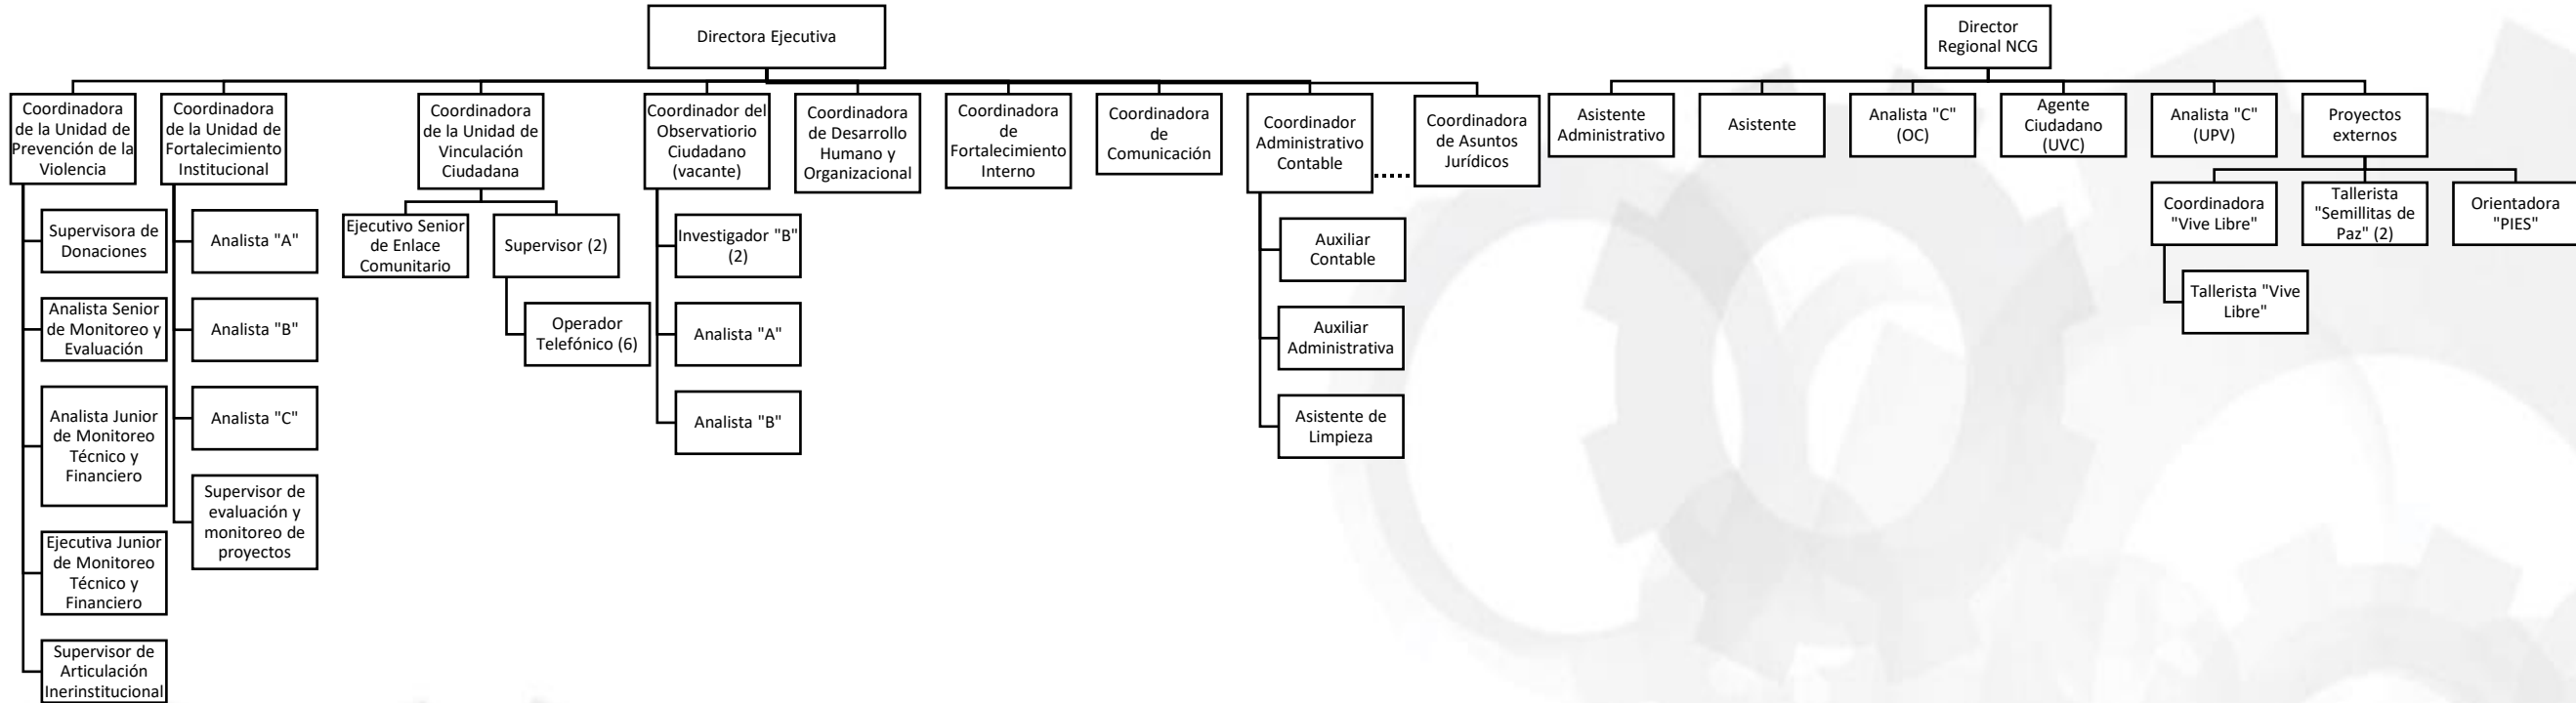 Directora Ejecutiva
Director
Regional NCG
Coordinadora
de la Unidad de
Prevención de la
Violencia
Coordinadora
de la Unidad de
Fortalecimiento
Institucional
Coordinadora
de la Unidad de
Vinculación
Ciudadana
Coordinador del
Observatiorio
Ciudadano
(vacante)
Coordinadora
de Desarrollo
Humano y
Organizacional
Coordinadora
de
Fortalecimiento
Interno
Coordinadora
de
Comunicación
Coordinador
Administrativo
Contable
Coordinadora
de Asuntos
Jurídicos
Asistente
Administrativo
Asistente
Analista "C"
(OC)
Agente
Ciudadano
(UVC)
Analista "C"
(UPV)
Proyectos
externos
Supervisora de
Donaciones
Analista Senior
de Monitoreo y
Evaluación
Analista Junior
de Monitoreo
Técnico y
Financiero
Ejecutiva Junior
de Monitoreo
Técnico y
Financiero
Supervisor de
Articulación
Inerinstitucional
Analista "A"
Analista "B"
Analista "C"
Supervisor de
evaluación y
monitoreo de
proyectos
Ejecutivo Senior
de Enlace
Comunitario
Supervisor (2)
Operador
Telefónico (6)
Investigador "B"
(2)
Analista "A"
Analista "B"
Auxiliar
Contable
Auxiliar
Administrativa
Asistente de
Limpieza
Coordinadora
"Vive Libre"
Tallerista
"Semillitas de
Paz" (2)
Orientadora
"PIES"
Tallerista "Vive
Libre"